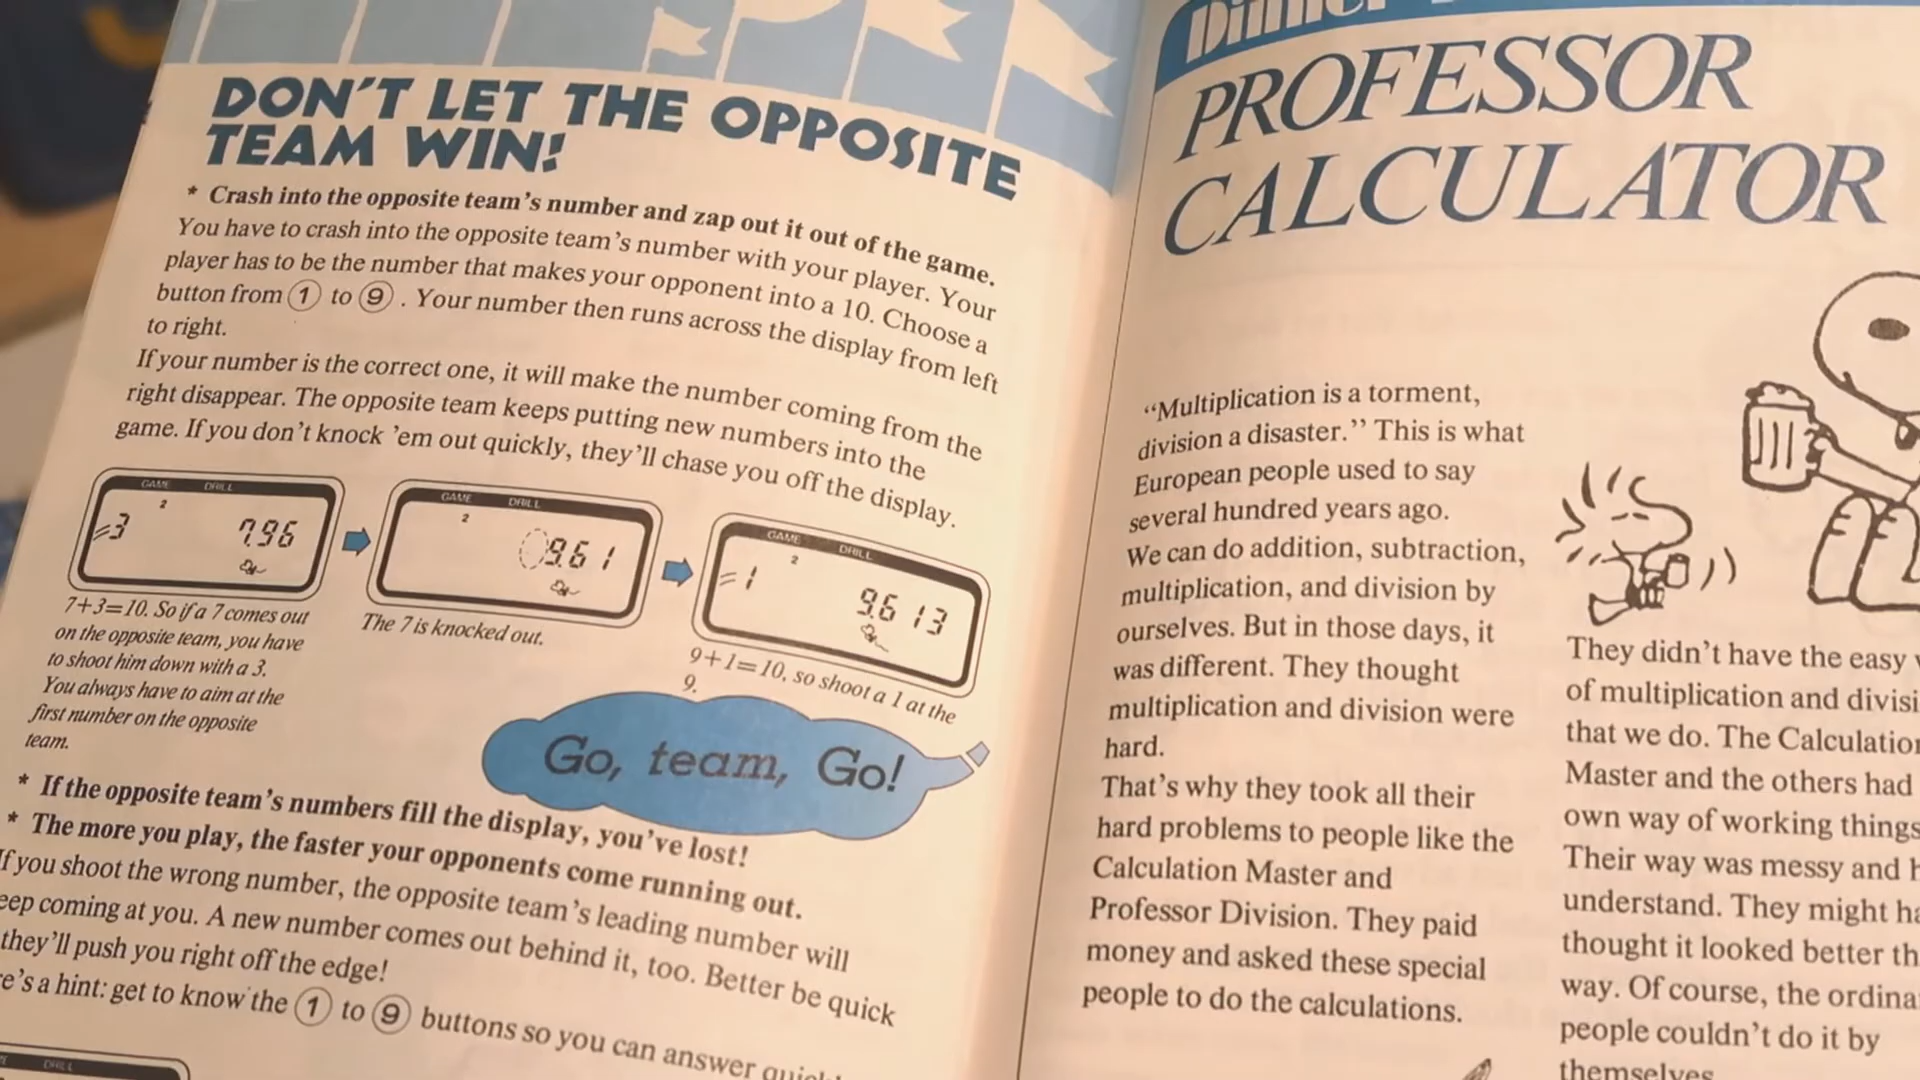 DON'T LET THE OPPOSITE
TEAM WIN!
* Crash into the opposite team's number and zap out it out of the game.
You have to crash into the opposite team's number with your player. Your
player has to be the number that makes your opponent into a 10. Choose a
button from 1 to 9. Your number then runs across the display from left
to right.
If your number is the correct one, it will make the number coming from the
right disappear. The opposite team keeps putting new numbers into the
game. If you don't knock 'em out quickly, they'll chase you off the display.
GAME DRILL
2
=3 7.96
GAME DRILL
2
9.6 1
GAME DRILL
2
=1 9.6 13
7+3=10. So if a 7 comes out
on the opposite team, you have
to shoot him down with a 3.
You always have to aim at the
first number on the opposite
team.
The 7 is knocked out.
9+1=10, so shoot a 1 at the
9.
Go, team, Go!
* If the opposite team's numbers fill the display, you've lost!
* The more you play, the faster your opponents come running out.
If you shoot the wrong number, the opposite team's leading number will
eep coming at you. A new number comes out behind it, too. Better be quick
they'll push you right off the edge!
e's a hint: get to know the 1 to 9 buttons so you can answer
DRILL
PROFESSOR
CALCULATOR
"Multiplication is a torment,
division a disaster." This is what
European people used to say
several hundred years ago.
We can do addition, subtraction,
multiplication, and division by
ourselves. But in those days, it
was different. They thought
multiplication and division were
hard.
That's why they took all their
hard problems to people like the
Calculation Master and
Professor Division. They paid
money and asked these special
people to do the calculations.
They didn't have the easy
of multiplication and divisi
that we do. The Calculation
Master and the others had
own way of working things
Their way was messy and h
understand. They might ha
thought it looked better th
way. Of course, the ordina
people couldn't do it by
themselves